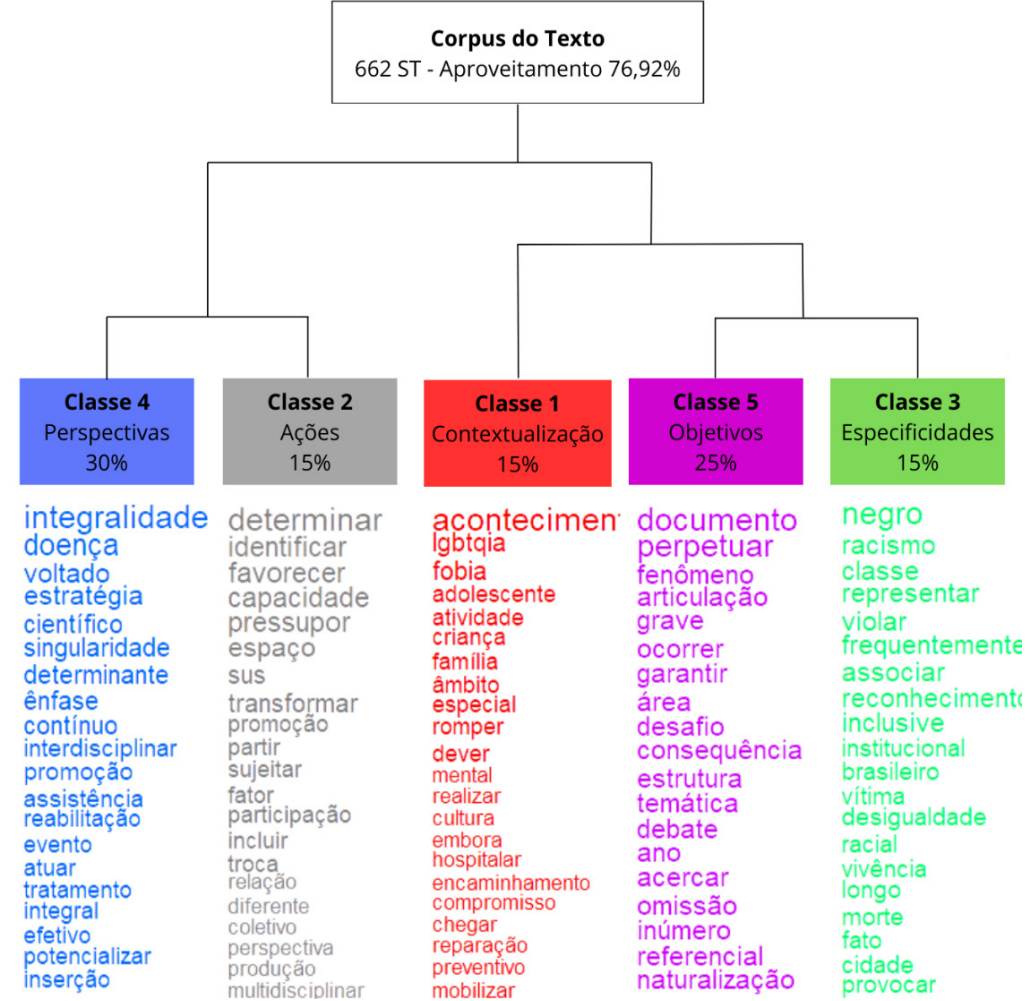 Corpus do Texto
662 ST - Aproveitamento 76,92%
Classe 4
Perspectivas
30%
integralidade
doença
voltado
estratégia
científico
singularidade
determinante
ênfase
contínuo
interdisciplinar
promoção
assistência
reabilitação
evento
atuar
tratamento
integral
efetivo
potencializar
inserção
Classe 2
Ações
15%
determinar
identificar
favorecer
capacidade
pressupor
espaço
sus
transformar
promoção
partir
sujeitar
fator
participação
incluir
troca
relação
diferente
coletivo
perspectiva
produção
multidisciplinar
Classe 1
Contextualização
15%
acontecimen
lgbtqia
fobia
adolescente
atividade
criança
família
âmbito
especial
romper
dever
mental
realizar
cultura
embora
hospitalar
encaminhamento
compromisso
chegar
reparação
preventivo
mobilizar
Classe 5
Objetivos
25%
documento
perpetuar
fenômeno
articulação
grave
ocorrer
garantir
área
desafio
consequência
estrutura
temática
debate
ano
acercar
omissão
inúmero
referencial
naturalização
Classe 3
Especificidades
15%
negro
racismo
classe
representar
violar
frequentemente
associar
reconhecimento
inclusive
institucional
brasileiro
vítima
desigualdade
racial
vivência
longo
morte
fato
cidade
provocar